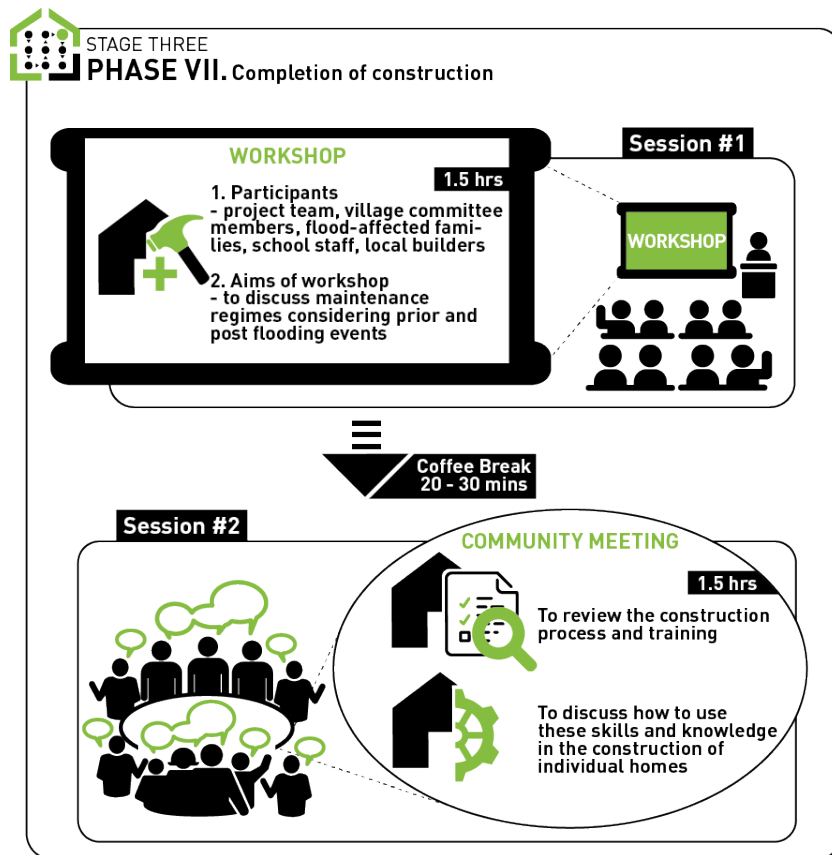 STAGE THREE
PHASE VII. Completion of construction
Session #1
WORKSHOP
1.5 hrs
1. Participants
- project team, village committee
members, flood-affected fami-
lies, school staff, local builders
2. Aims of workshop
- to discuss maintenance
regimes considering prior and
post flooding events
WORKSHOP
Coffee Break
20 - 30 mins
Session #2
COMMUNITY MEETING
1.5 hrs
To review the construction
process and training
To discuss how to use
these skills and knowledge
in the construction of
individual homes